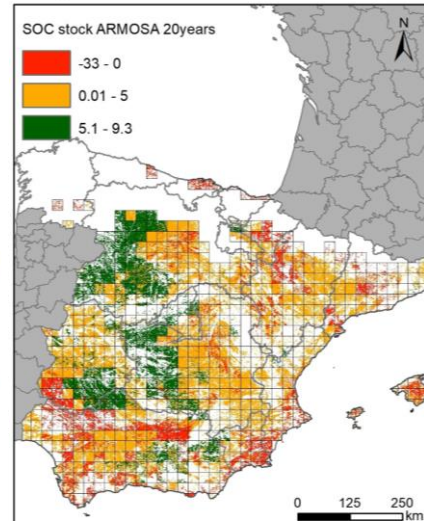 SOC stock ARMOSA 20years
N
-33 - 0
0.01 - 5
5.1 - 9.3
0 125 250
km